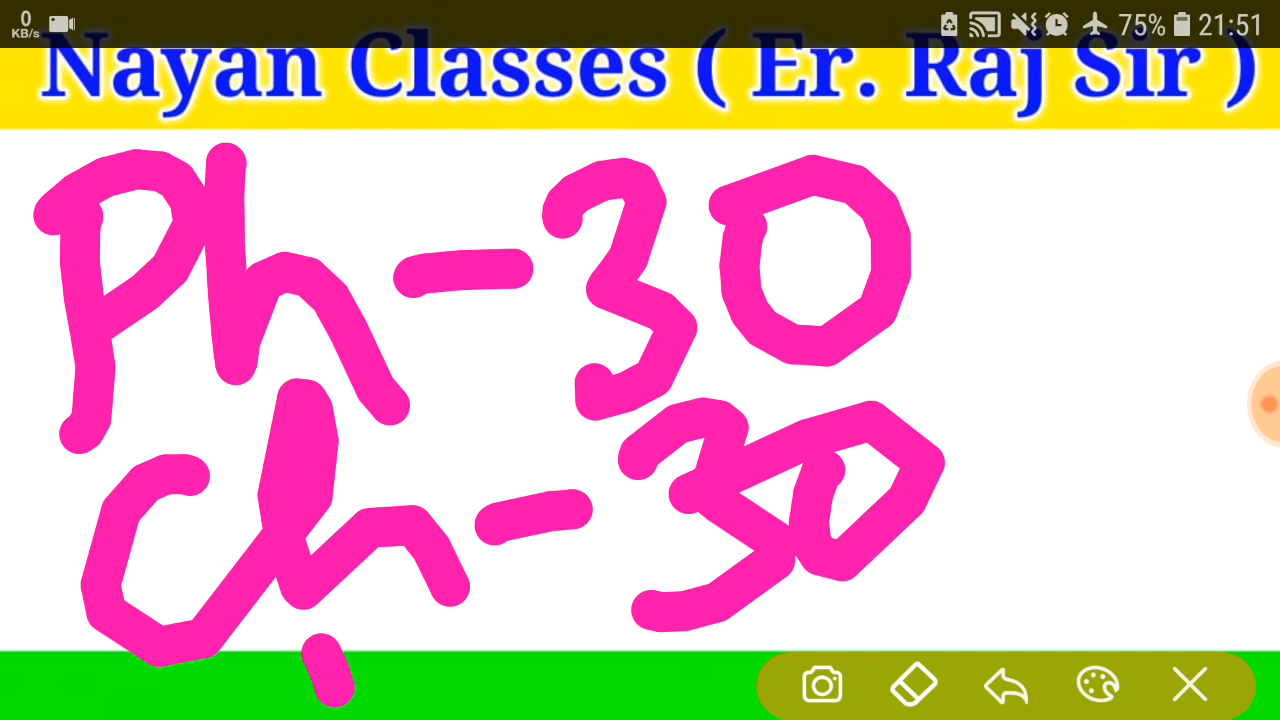 0
KB/s
75% 21:51
Nayan Classes ( Er. Raj Sir )
Ph - 30
Ch - 30